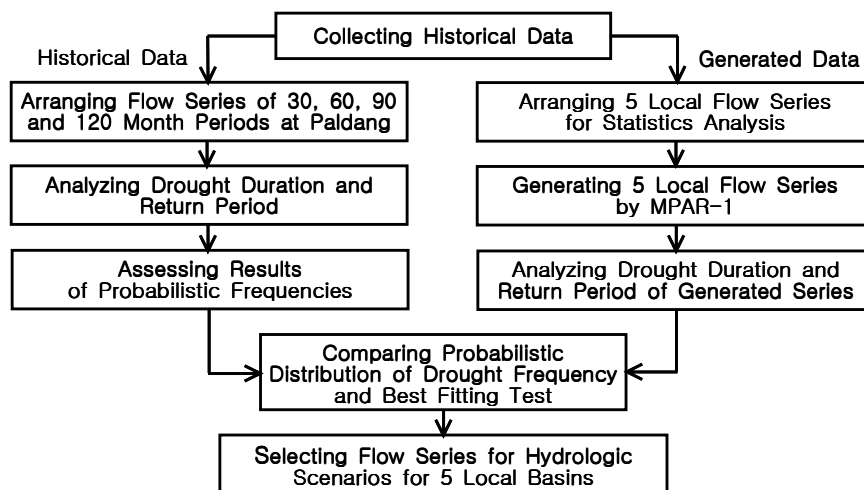 Collecting Historical Data
Historical Data
Generated Data
Arranging Flow Series of 30, 60, 90
and 120 Month Periods at Paldang
Arranging 5 Local Flow Series
for Statistics Analysis
Analyzing Drought Duration and
Return Period
Generating 5 Local Flow Series
by MPAR-1
Assessing Results
of Probabilistic Frequencies
Analyzing Drought Duration and
Return Period of Generated Series
Comparing Probabilistic
Distribution of Drought Frequency
and Best Fitting Test
Selecting Flow Series for Hydrologic
Scenarios for 5 Local Basins